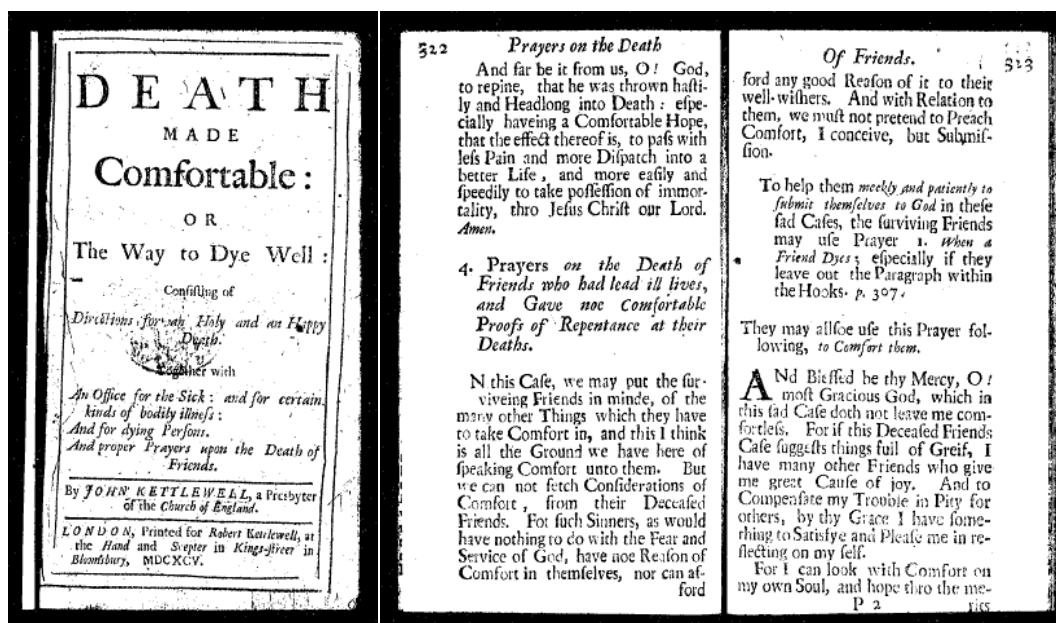 DEATH
MADE
Comfortable:
OR
The Way to Dye Well:
Conſiſting of
Directions for an Holy and an Happy
Death.
Together with
An Office for the Sick: and for certain
kinds of bodily illneſs:
And for dying Perſons.
And proper Prayers upon the Death of
Friends.
By JOHN KETTLEWELL, a Presbyter
of the Church of England.
LONDON, Printed for Robert Kettlewell, at
the Hand and Scepter in Kings-ſtreet in
Bloomsbury, MDCXCV.
322 Prayers on the Death
And far be it from us, O! God,
to repine, that he was thrown haſti-
ly and Headlong into Death: eſpe-
cially haveing a Comfortable Hope,
that the effect thereof is, to paſs with
leſs Pain and more Diſpatch into a
better Life, and more eaſily and
ſpeedily to take poſſeſſion of immor-
tality, thro Jeſus Chriſt our Lord.
Amen.
4. Prayers on the Death of
Friends who had lead ill lives,
and Gave not Comfortable
Proofs of Repentance at their
Deaths.
N this Caſe, we may put the ſur-
viveing Friends in minde, of the
many other Things which they have
to take Comfort in, and this I think
is all the Ground we have here of
ſpeaking Comfort unto them. But
we can not fetch Conſiderations of
Comfort, from their Deceaſed
Friends. For ſuch Sinners, as would
have nothing to do with the Fear and
Service of God, have not Reaſon of
Comfort in themſelves, nor can af-
ford
Of Friends. 323
ford any good Reaſon of it to their
well-wiſhers. And with Relation to
them, we muſt not pretend to Preach
Comfort, I conceive, but Submiſ-
ſion.
To help them meekly and patiently to
ſubmit themſelves to God in theſe
ſad Caſes, the ſurviving Friends
may uſe Prayer 1. When a
Friend Dyes; eſpecially if they
leave out the Paragraph within
the Hooks. p. 307.
They may allſoe uſe this Prayer fol-
lowing, to Comfort them.
ANd Bleſſed be thy Mercy, O!
moſt Gracious God, which in
this ſad Caſe doth not leave me com-
fortleſs. For if this Deceaſed Friends
Caſe ſuggeſts things full of Greif, I
have many other Friends who give
me great Cauſe of joy. And to
Compenſate my Trouble in Pity for
others, by thy Grace I have ſome-
thing to Satisfye and Pleaſe me in re-
flecting on my ſelf.
For I can look with Comfort on
my own Soul, and hope thro the me-
P 2 rits